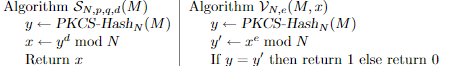 Algorithm S_{N,p,q,d}(M)
y ← PKCS-Hash_N(M)
x ← y^d mod N
Return x
Algorithm V_{N,e}(M, x)
y ← PKCS-Hash_N(M)
y′ ← x^e mod N
If y = y′ then return 1 else return 0